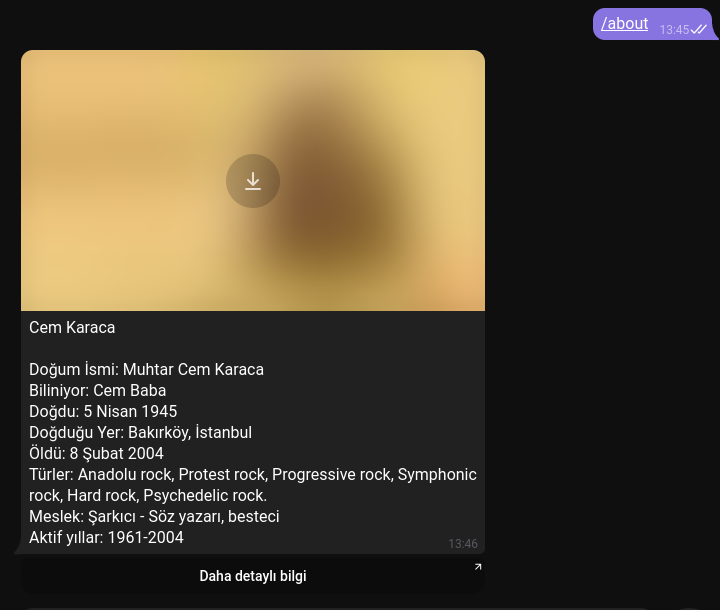 /about
13:45
Cem Karaca
Doğum İsmi: Muhtar Cem Karaca
Biliniyor: Cem Baba
Doğdu: 5 Nisan 1945
Doğduğu Yer: Bakırköy, İstanbul
Öldü: 8 Şubat 2004
Türler: Anadolu rock, Protest rock, Progressive rock, Symphonic
rock, Hard rock, Psychedelic rock.
Meslek: Şarkıcı - Söz yazarı, besteci
Aktif yıllar: 1961-2004
13:46
Daha detaylı bilgi